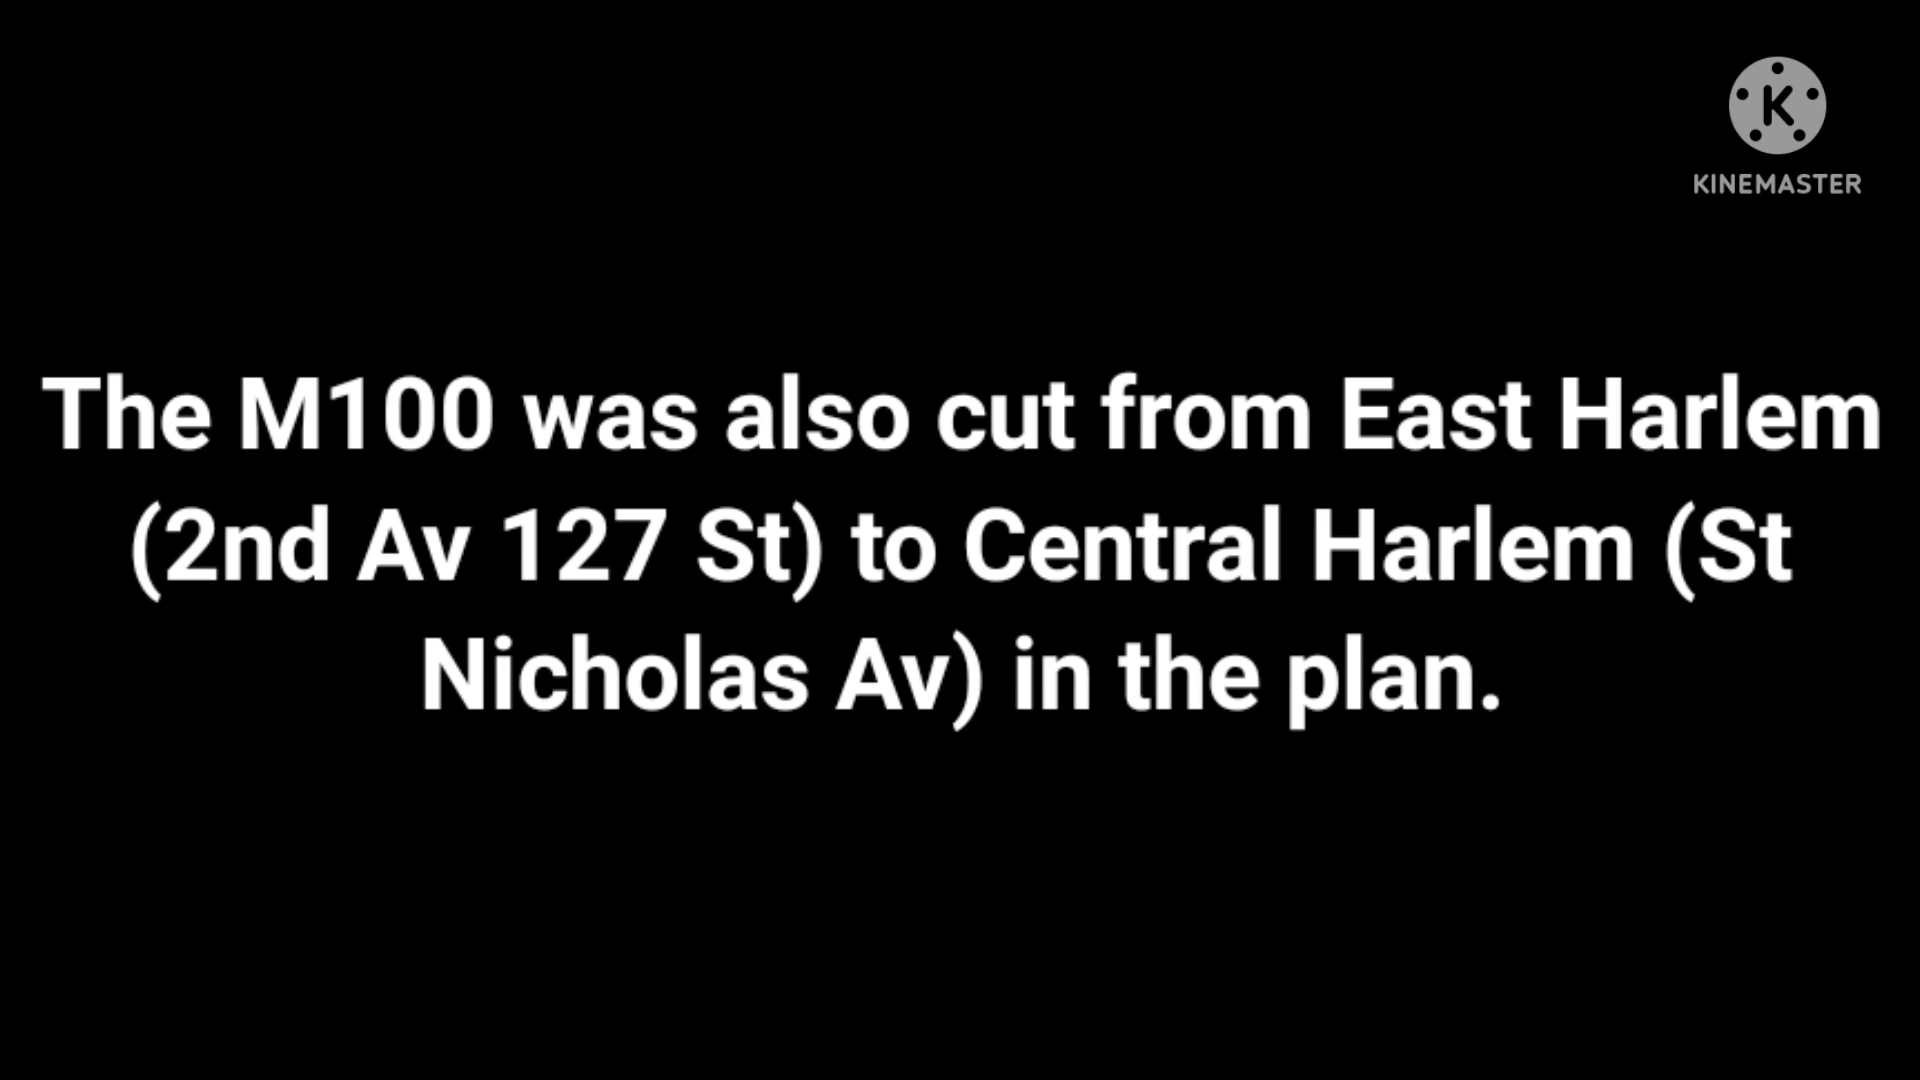 K
KINEMASTER
The M100 was also cut from East Harlem
(2nd Av 127 St) to Central Harlem (St
Nicholas Av) in the plan.